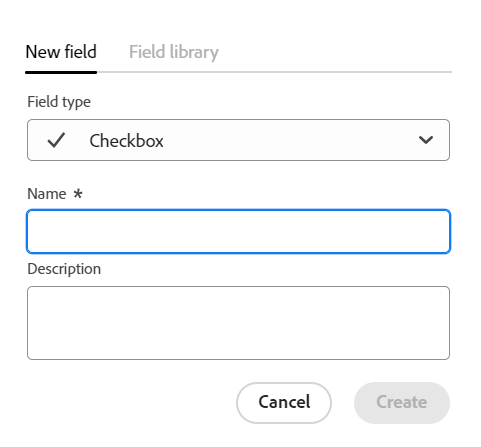 New field Field library
Field type
Checkbox
Name *
Description
Cancel Create